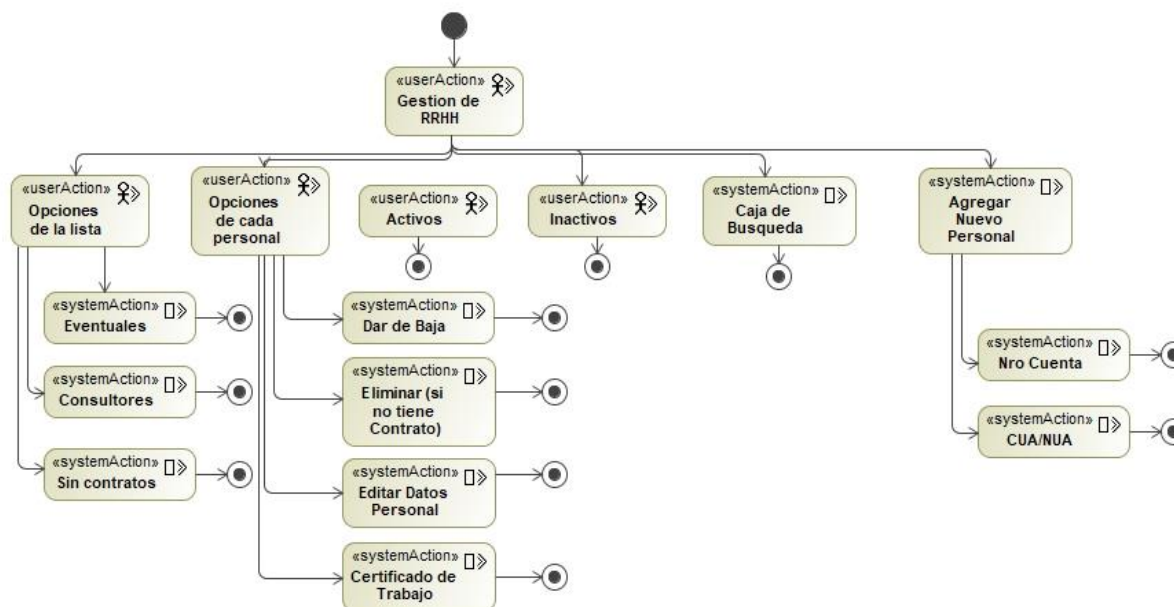 «userAction»
Gestion de
RRHH
«userAction»
Opciones
de la lista
«userAction»
Opciones
de cada
personal
«userAction»
Activos
«userAction»
Inactivos
«systemAction»
Caja de
Busqueda
«systemAction»
Agregar
Nuevo
Personal
«systemAction»
Eventuales
«systemAction»
Consultores
«systemAction»
Sin contratos
«systemAction»
Dar de Baja
«systemAction»
Eliminar (si
no tiene
Contrato)
«systemAction»
Editar Datos
Personal
«systemAction»
Certificado de
Trabajo
«systemAction»
Nro Cuenta
«systemAction»
CUA/NUA